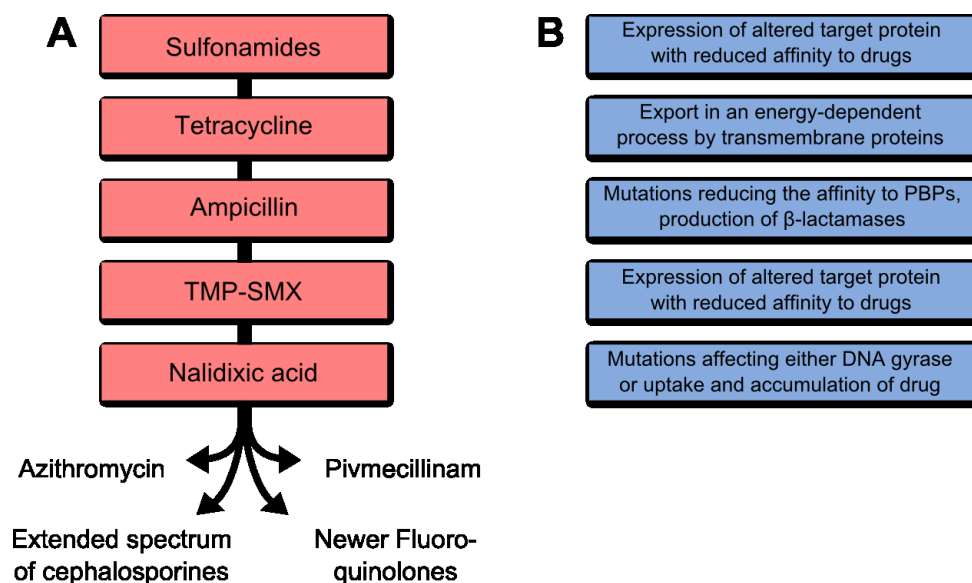 A
B
Sulfonamides
Expression of altered target protein
with reduced affinity to drugs
Tetracycline
Export in an energy-dependent
process by transmembrane proteins
Ampicillin
Mutations reducing the affinity to PBPs,
production of β-lactamases
TMP-SMX
Expression of altered target protein
with reduced affinity to drugs
Nalidixic acid
Mutations affecting either DNA gyrase
or uptake and accumulation of drug
Azithromycin
Pivmecillinam
Extended spectrum
of cephalosporines
Newer Fluoro-
quinolones